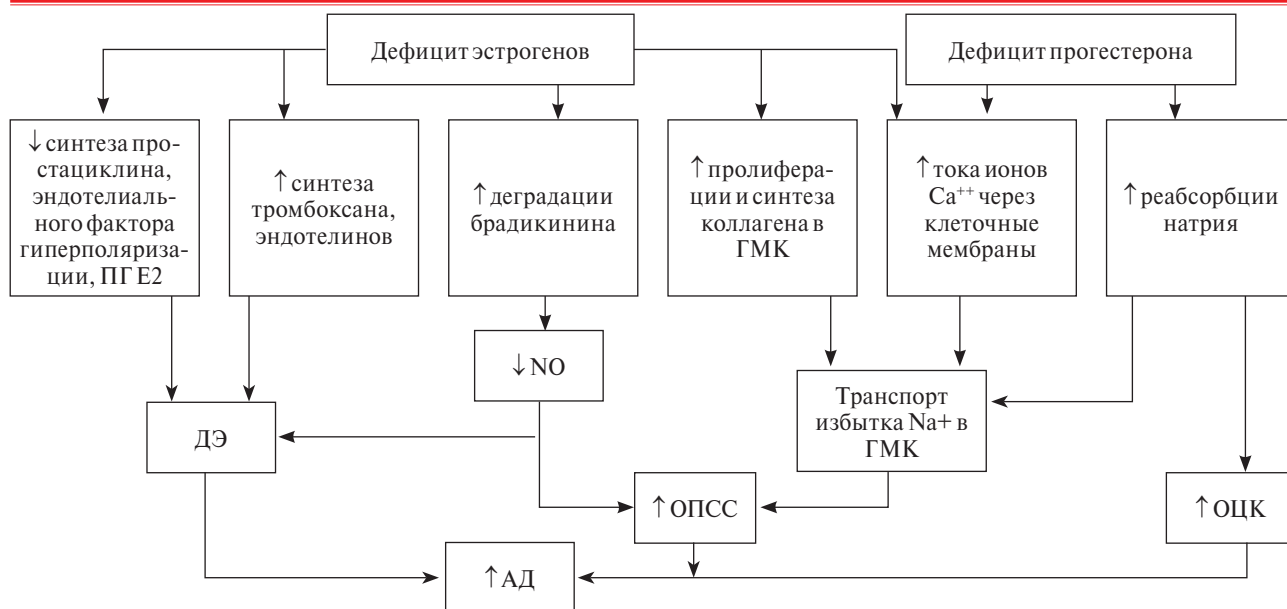 Дефицит эстрогенов
Дефицит прогестерона
↓ синтеза про-
стациклина,
эндотелиаль-
ного фактора
гиперполяриза-
ции, ПГ Е2
↑ синтеза
тромбоксана,
эндотелинов
↑ деградации
брадикинина
↑ пролифера-
ции и синтеза
коллагена в
ГМК
↑ тока ионов
Ca⁺⁺ через
клеточные
мембраны
↑ реабсорбции
натрия
↓ NO
Транспорт
избытка Na+ в
ГМК
ДЭ
↑ ОПСС
↑ ОЦК
↑ АД